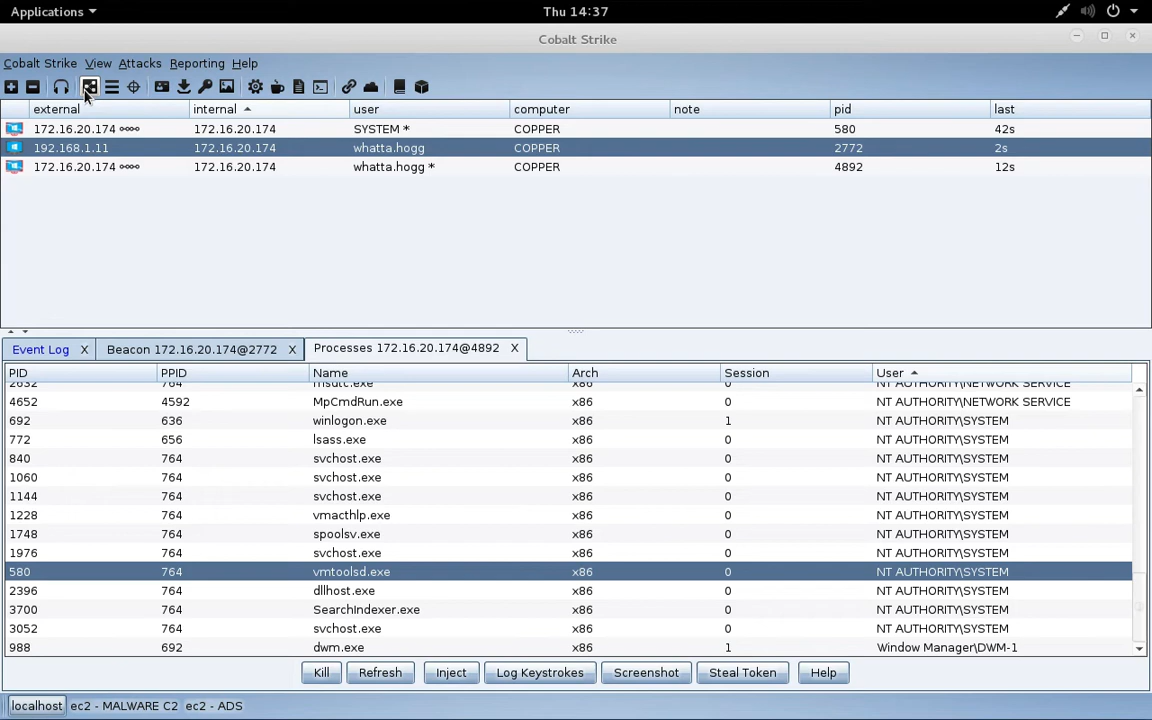 Applications Thu 14:37
Cobalt Strike
Cobalt Strike View Attacks Reporting Help
external internal user computer note pid last
172.16.20.174 172.16.20.174 SYSTEM * COPPER 580 42s
192.168.1.11 172.16.20.174 whatta.hogg COPPER 2772 2s
172.16.20.174 172.16.20.174 whatta.hogg * COPPER 4892 12s
Event Log X Beacon 172.16.20.174@2772 X Processes 172.16.20.174@4892 X
PID PPID Name Arch Session User
2632 764 msdtc.exe x86 0 NT AUTHORITY\NETWORK SERVICE
4652 4592 MpCmdRun.exe x86 0 NT AUTHORITY\NETWORK SERVICE
692 636 winlogon.exe x86 1 NT AUTHORITY\SYSTEM
772 656 lsass.exe x86 0 NT AUTHORITY\SYSTEM
840 764 svchost.exe x86 0 NT AUTHORITY\SYSTEM
1060 764 svchost.exe x86 0 NT AUTHORITY\SYSTEM
1144 764 svchost.exe x86 0 NT AUTHORITY\SYSTEM
1228 764 vmacthlp.exe x86 0 NT AUTHORITY\SYSTEM
1748 764 spoolsv.exe x86 0 NT AUTHORITY\SYSTEM
1976 764 svchost.exe x86 0 NT AUTHORITY\SYSTEM
580 764 vmtoolsd.exe x86 0 NT AUTHORITY\SYSTEM
2396 764 dllhost.exe x86 0 NT AUTHORITY\SYSTEM
3700 764 SearchIndexer.exe x86 0 NT AUTHORITY\SYSTEM
3052 764 svchost.exe x86 0 NT AUTHORITY\SYSTEM
988 692 dwm.exe x86 1 Window Manager\DWM-1
Kill Refresh Inject Log Keystrokes Screenshot Steal Token Help
localhost ec2 - MALWARE C2 ec2 - ADS